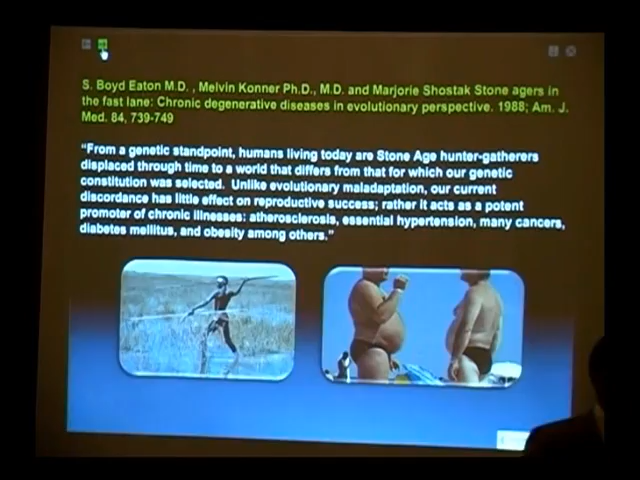 S. Boyd Eaton M.D. , Melvin Konner Ph.D., M.D. and Marjorie Shostak Stone agers in
the fast lane: Chronic degenerative diseases in evolutionary perspective. 1988; Am. J.
Med. 84, 739-749
“From a genetic standpoint, humans living today are Stone Age hunter-gatherers
displaced through time to a world that differs from that for which our genetic
constitution was selected. Unlike evolutionary maladaptation, our current
discordance has little effect on reproductive success; rather it acts as a potent
promoter of chronic illnesses: atherosclerosis, essential hypertension, many cancers,
diabetes mellitus, and obesity among others.”